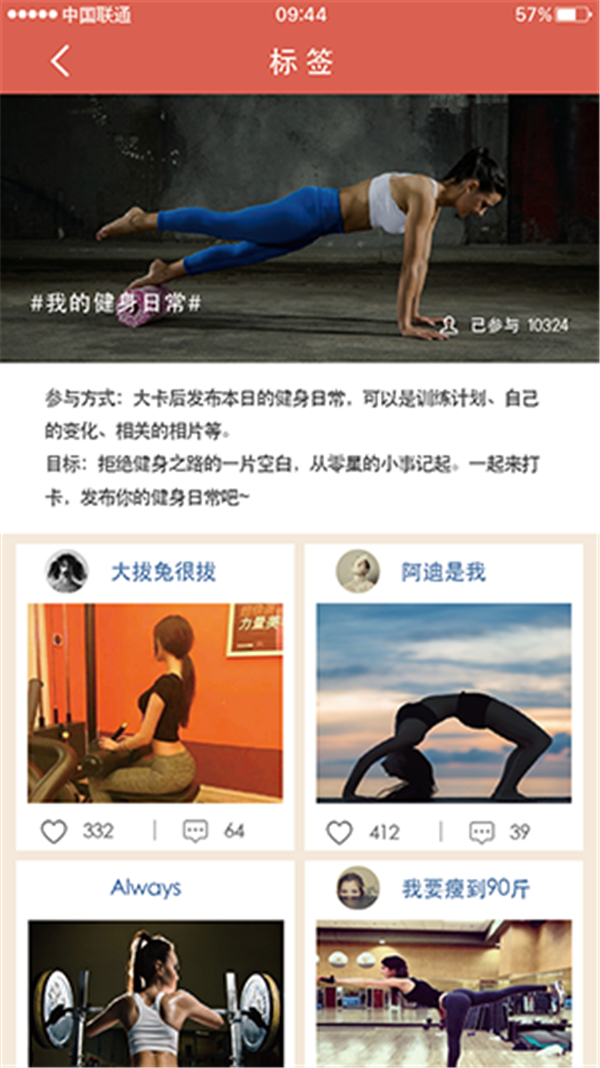 中国联通 09:44 57%
标签
#我的健身日常#
已参与 10324
参与方式：大卡后发布本日的健身日常，可以是训练计划、自己
的变化、相关的相片等。
目标：拒绝健身之路的一片空白，从零星的小事记起。一起来打
卡，发布你的健身日常吧~
大拔兔很拔 阿迪是我
力量美
332 64 412 39
Always 我要瘦到90斤